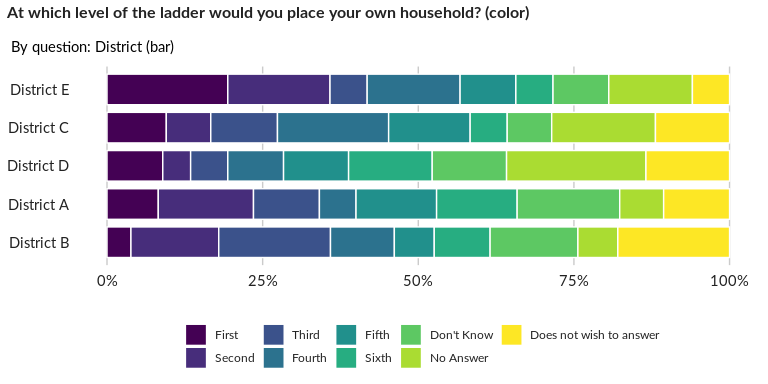 At which level of the ladder would you place your own household? (color)
By question: District (bar)
District E
District C
District D
District A
District B
0% 25% 50% 75% 100%
First Third Fifth Don't Know Does not wish to answer
Second Fourth Sixth No Answer